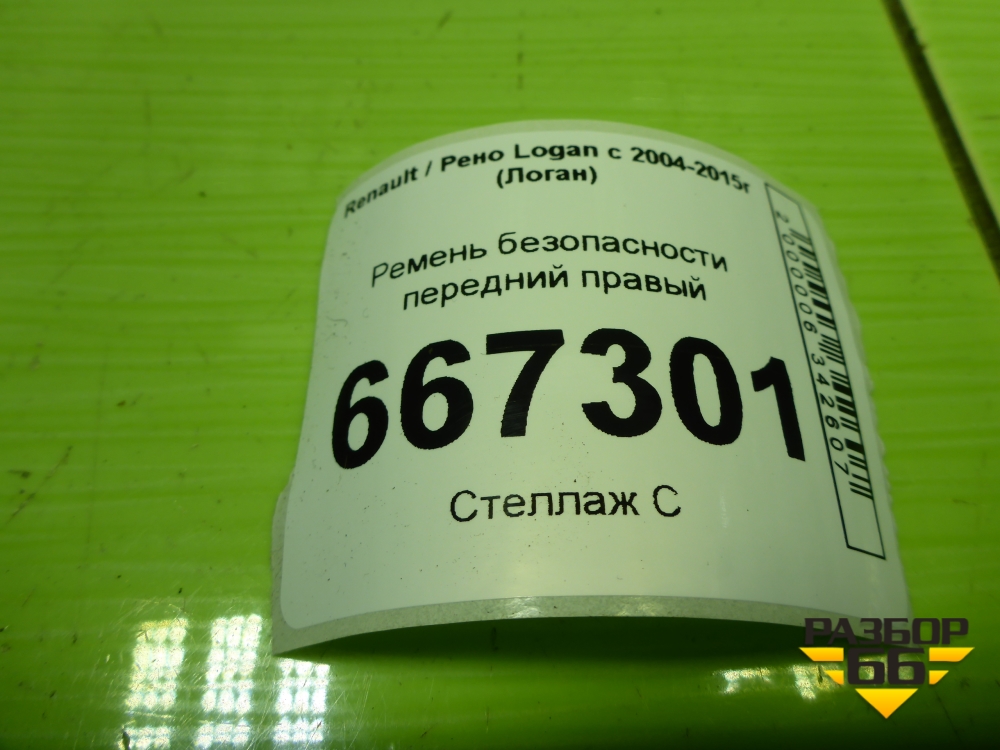 Renault / Рено Logan с 2004-2015г
(Логан)
Ремень безопасности
передний правый
667301
Стеллаж С
2000006342607
РАЗБОР
66